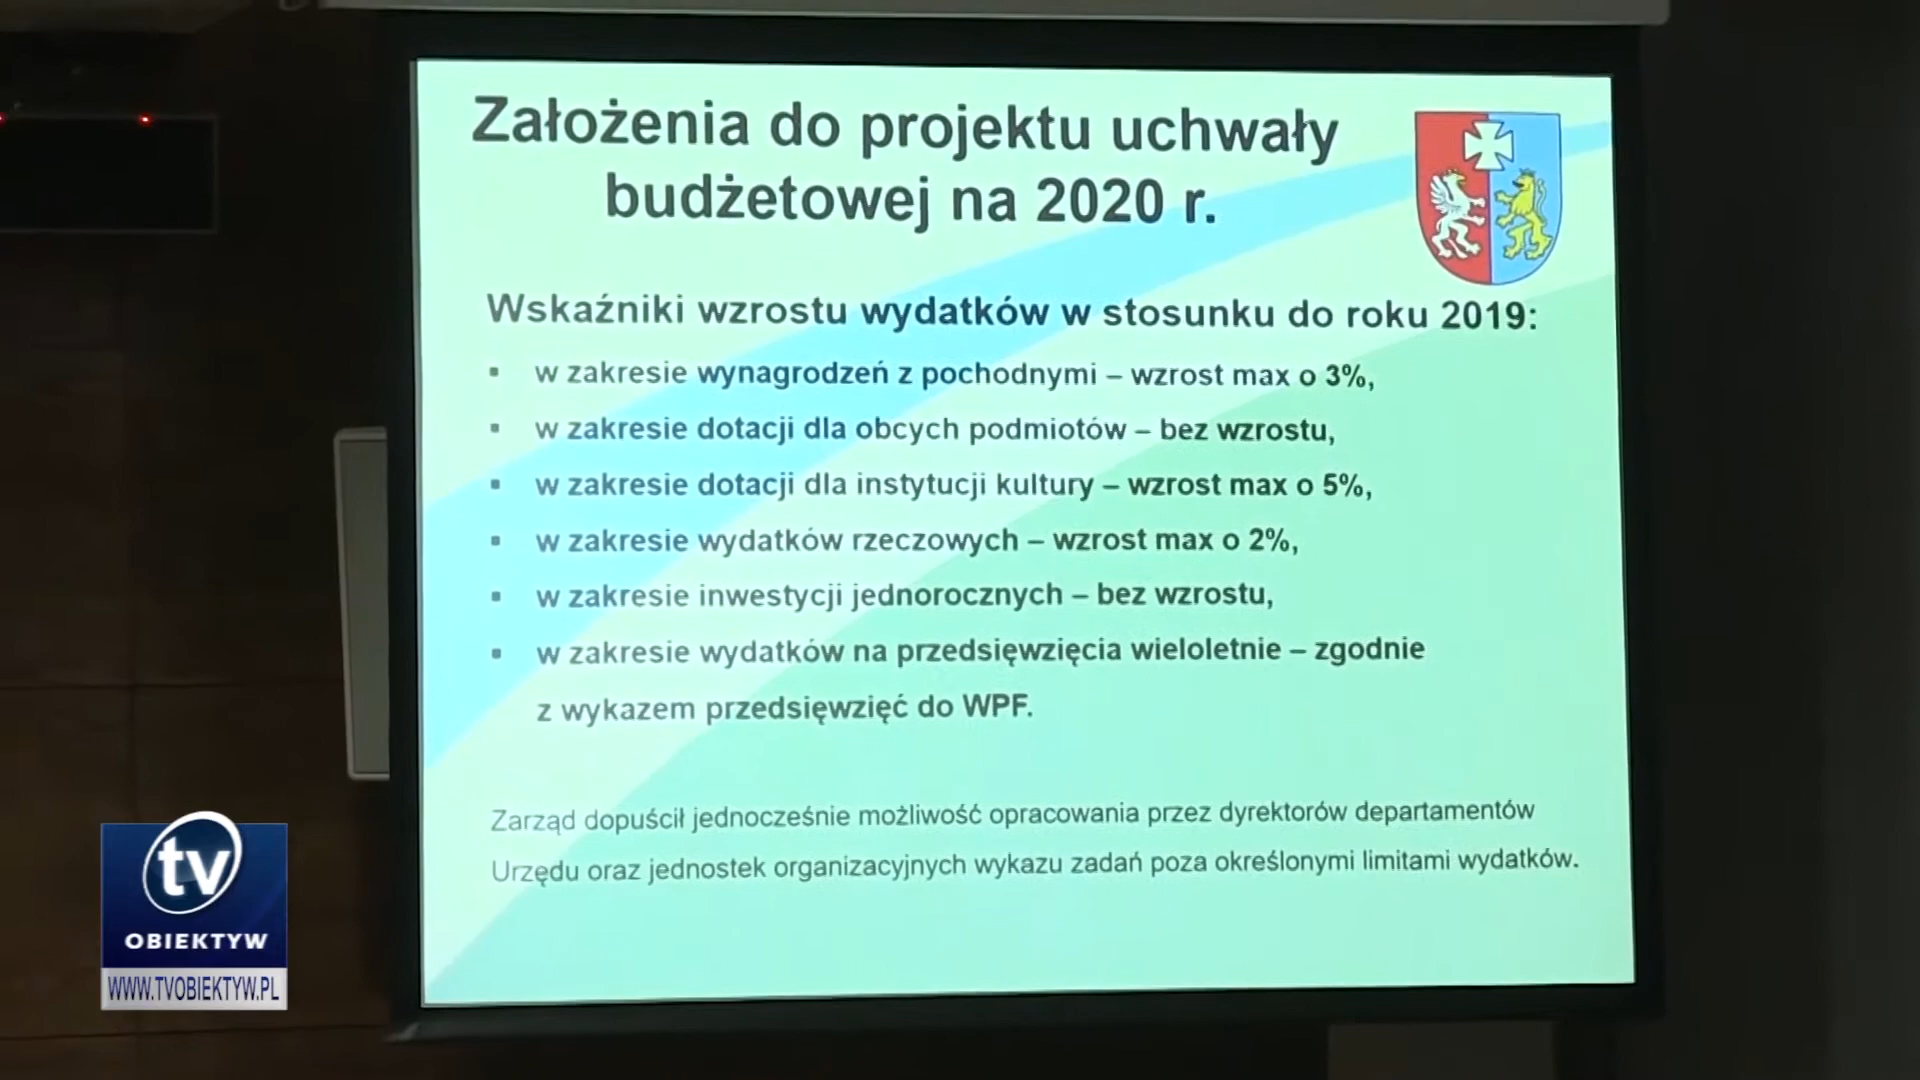 Założenia do projektu uchwały
budżetowej na 2020 r.
Wskaźniki wzrostu wydatków w stosunku do roku 2019:
▪ w zakresie wynagrodzeń z pochodnymi – wzrost max o 3%,
▪ w zakresie dotacji dla obcych podmiotów – bez wzrostu,
▪ w zakresie dotacji dla instytucji kultury – wzrost max o 5%,
▪ w zakresie wydatków rzeczowych – wzrost max o 2%,
▪ w zakresie inwestycji jednorocznych – bez wzrostu,
▪ w zakresie wydatków na przedsięwzięcia wieloletnie – zgodnie
z wykazem przedsięwzięć do WPF.
Zarząd dopuścił jednocześnie możliwość opracowania przez dyrektorów departamentów
Urzędu oraz jednostek organizacyjnych wykazu zadań poza określonymi limitami wydatków.
tv
OBIEKTYW
WWW.TVOBIEKTYW.PL